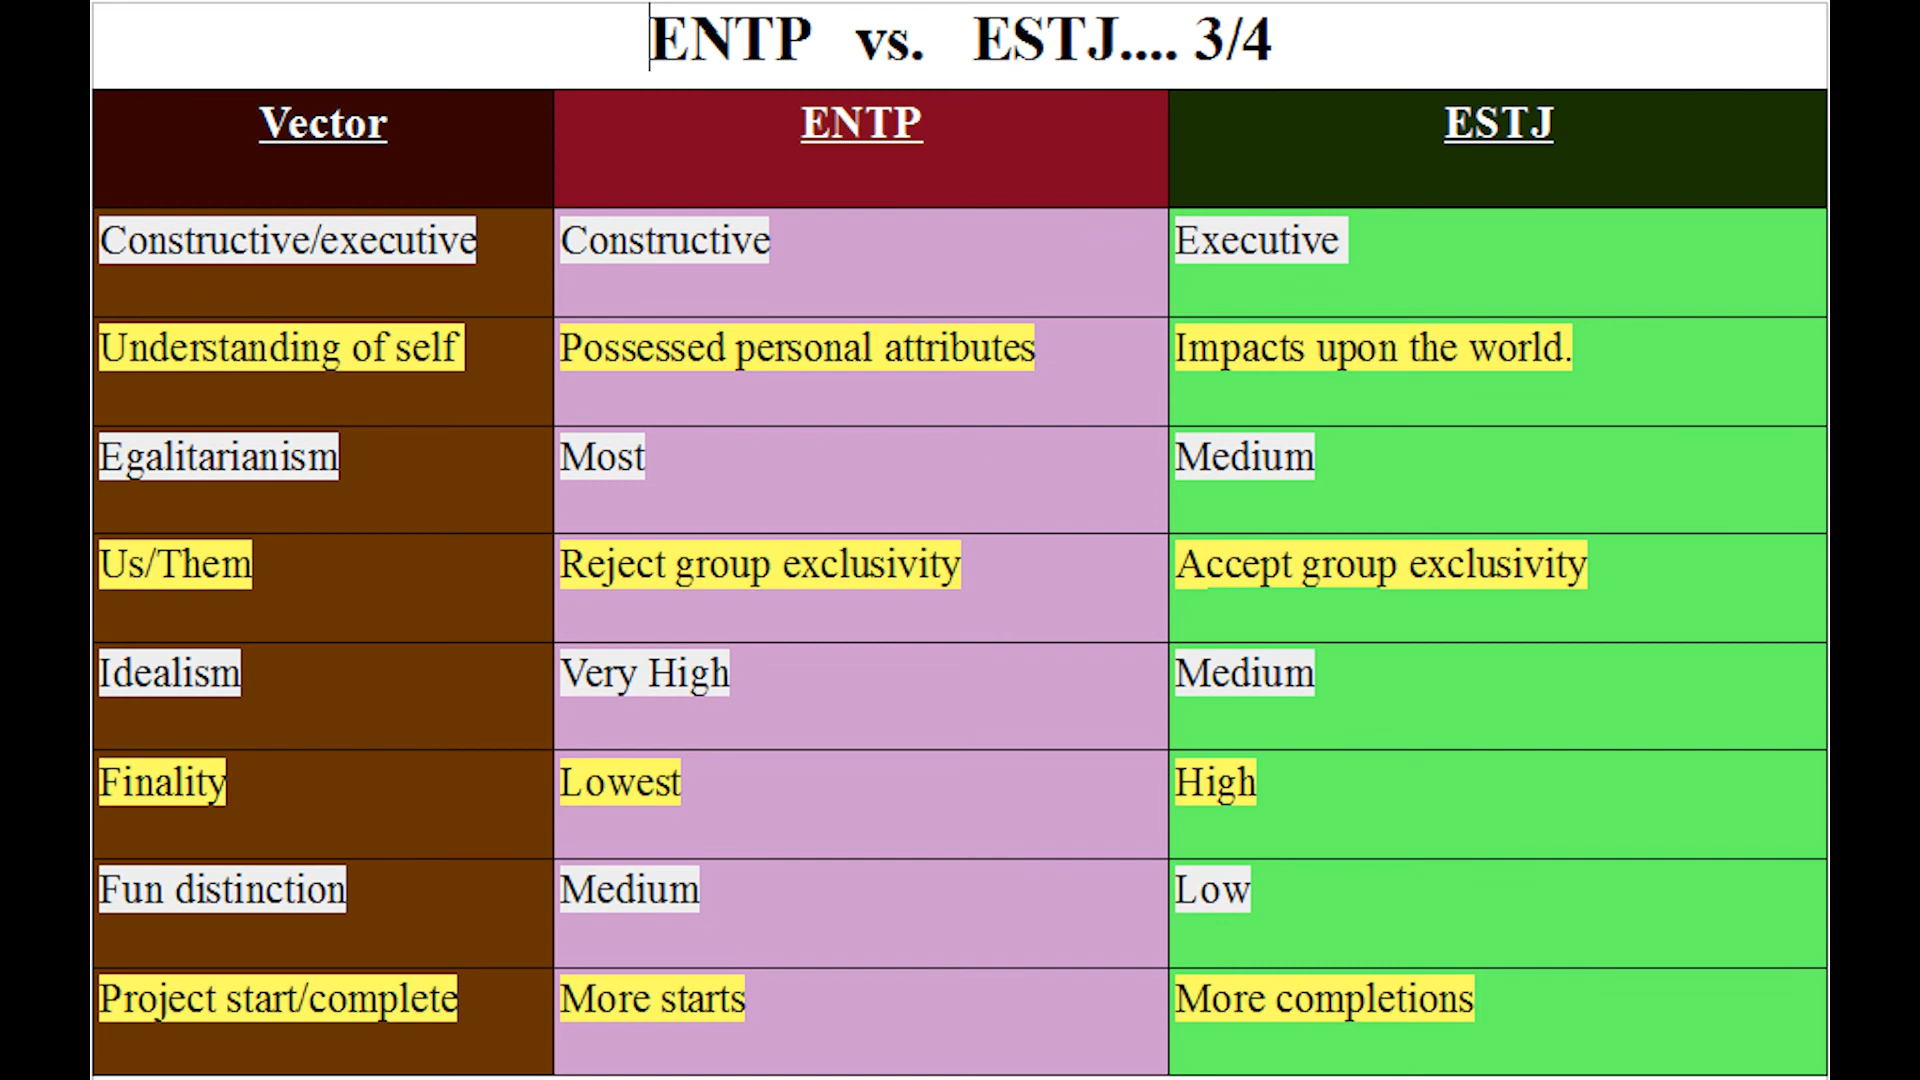 ENTP vs. ESTJ.... 3/4
Vector ENTP ESTJ
Constructive/executive Constructive Executive
Understanding of self Possessed personal attributes Impacts upon the world.
Egalitarianism Most Medium
Us/Them Reject group exclusivity Accept group exclusivity
Idealism Very High Medium
Finality Lowest High
Fun distinction Medium Low
Project start/complete More starts More completions